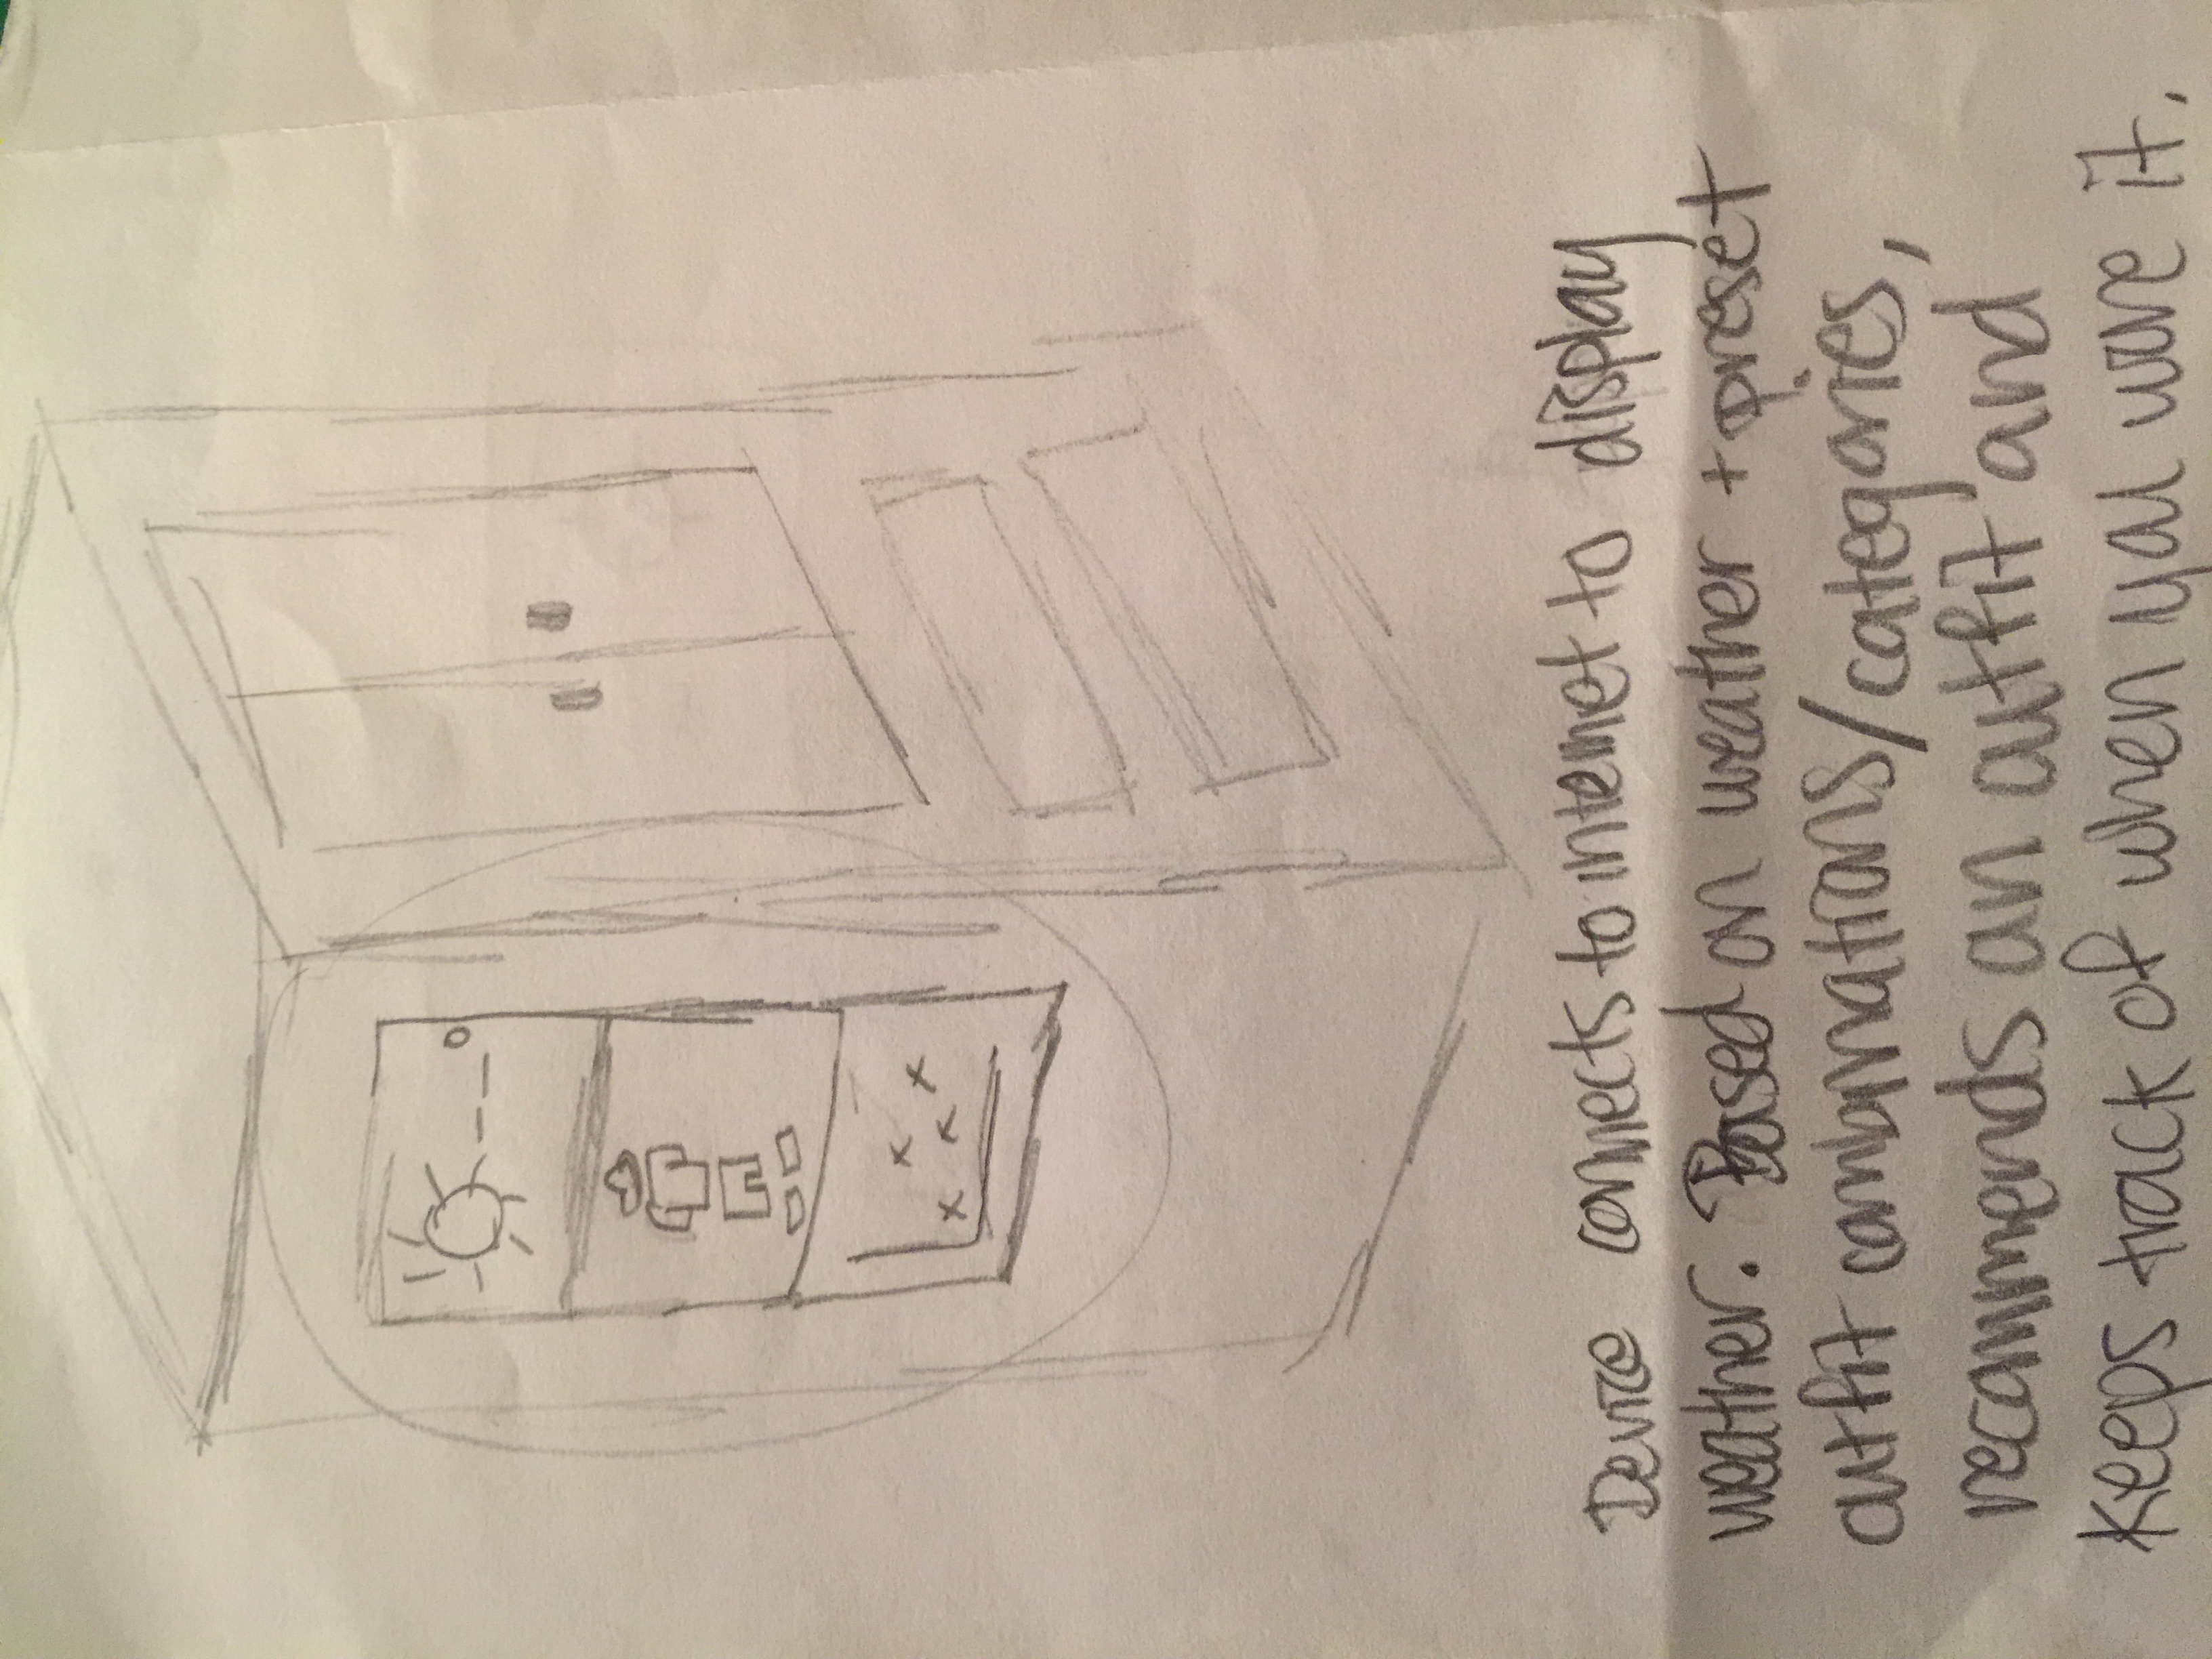 Device connects to internet to display
weather. Based on weather + preset
outfit combinations/categories,
recommends an outfit and
keeps track of when you wore it.